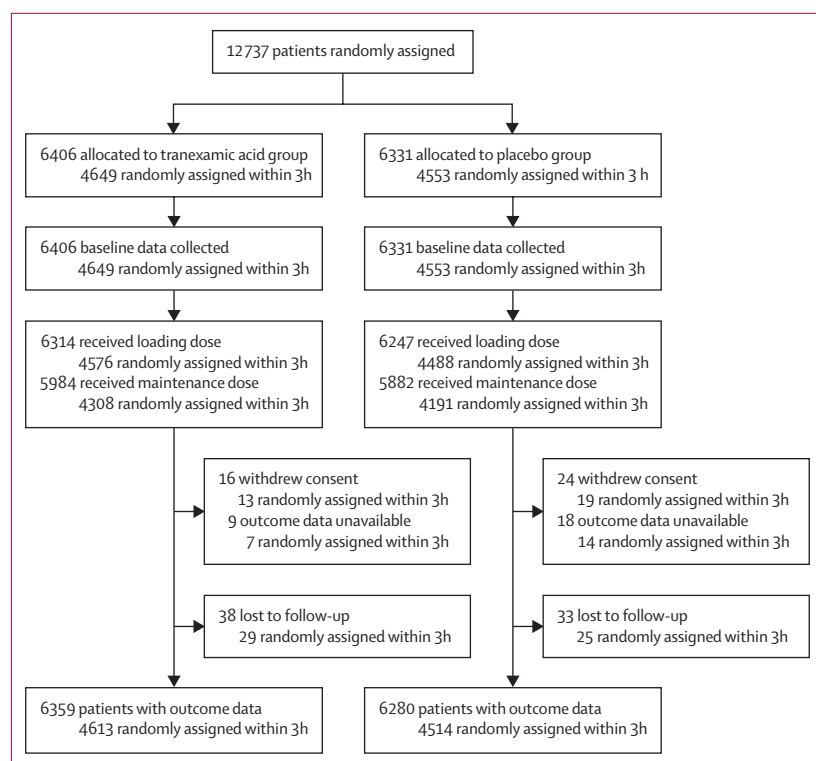 12 737 patients randomly assigned
6406 allocated to tranexamic acid group
4649 randomly assigned within 3h
6331 allocated to placebo group
4553 randomly assigned within 3 h
6406 baseline data collected
4649 randomly assigned within 3h
6331 baseline data collected
4553 randomly assigned within 3h
6314 received loading dose
4576 randomly assigned within 3h
5984 received maintenance dose
4308 randomly assigned within 3h
6247 received loading dose
4488 randomly assigned within 3h
5882 received maintenance dose
4191 randomly assigned within 3h
16 withdrew consent
13 randomly assigned within 3h
9 outcome data unavailable
7 randomly assigned within 3h
24 withdrew consent
19 randomly assigned within 3h
18 outcome data unavailable
14 randomly assigned within 3h
38 lost to follow-up
29 randomly assigned within 3h
33 lost to follow-up
25 randomly assigned within 3h
6359 patients with outcome data
4613 randomly assigned within 3h
6280 patients with outcome data
4514 randomly assigned within 3h